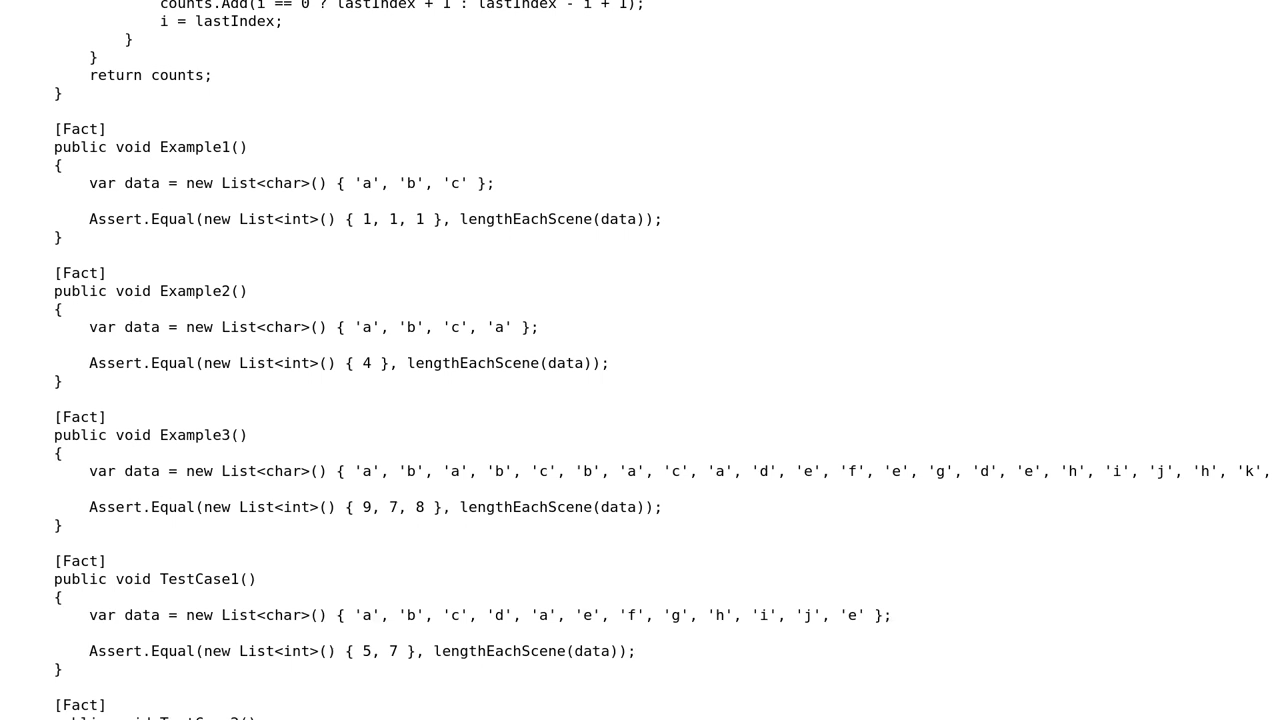 counts.Add(i == 0 ? lastIndex + 1 : lastIndex - i + 1);
i = lastIndex;
}
}
return counts;
}
[Fact]
public void Example1()
{
var data = new List<char>() { 'a', 'b', 'c' };
Assert.Equal(new List<int>() { 1, 1, 1 }, lengthEachScene(data));
}
[Fact]
public void Example2()
{
var data = new List<char>() { 'a', 'b', 'c', 'a' };
Assert.Equal(new List<int>() { 4 }, lengthEachScene(data));
}
[Fact]
public void Example3()
{
var data = new List<char>() { 'a', 'b', 'a', 'b', 'c', 'b', 'a', 'c', 'a', 'd', 'e', 'f', 'e', 'g', 'd', 'e', 'h', 'i', 'j', 'h', 'k',
Assert.Equal(new List<int>() { 9, 7, 8 }, lengthEachScene(data));
}
[Fact]
public void TestCase1()
{
var data = new List<char>() { 'a', 'b', 'c', 'd', 'a', 'e', 'f', 'g', 'h', 'i', 'j', 'e' };
Assert.Equal(new List<int>() { 5, 7 }, lengthEachScene(data));
}
[Fact]